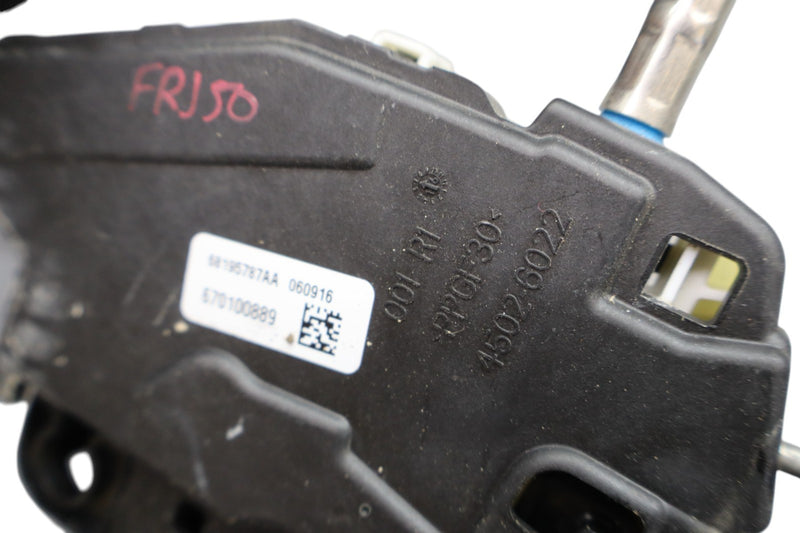 FRJ50
68195787AA 060916
670100889
001 R1
>PPGF30<
4502-6022